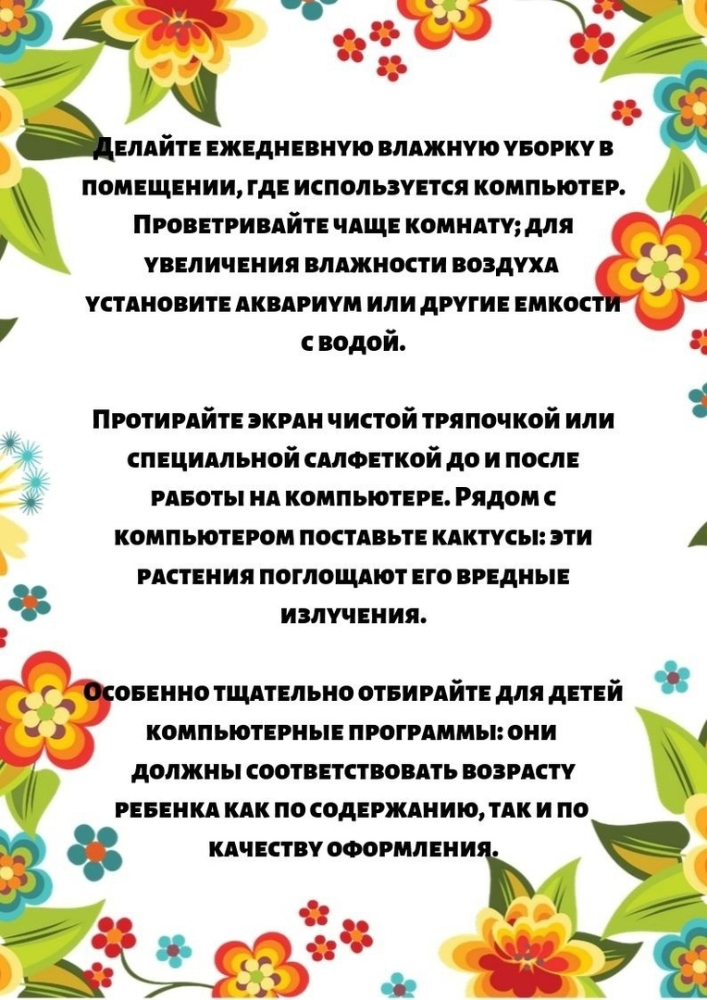 Делайте ежедневную влажную уборку в
помещении, где используется компьютер.
Проветривайте чаще комнату; для
увеличения влажности воздуха
установите аквариум или другие емкости
с водой.
Протирайте экран чистой тряпочкой или
специальной салфеткой до и после
работы на компьютере. Рядом с
компьютером поставьте кактусы: эти
растения поглощают его вредные
излучения.
Особенно тщательно отбирайте для детей
компьютерные программы: они
должны соответствовать возрасту
ребенка как по содержанию, так и по
качеству оформления.